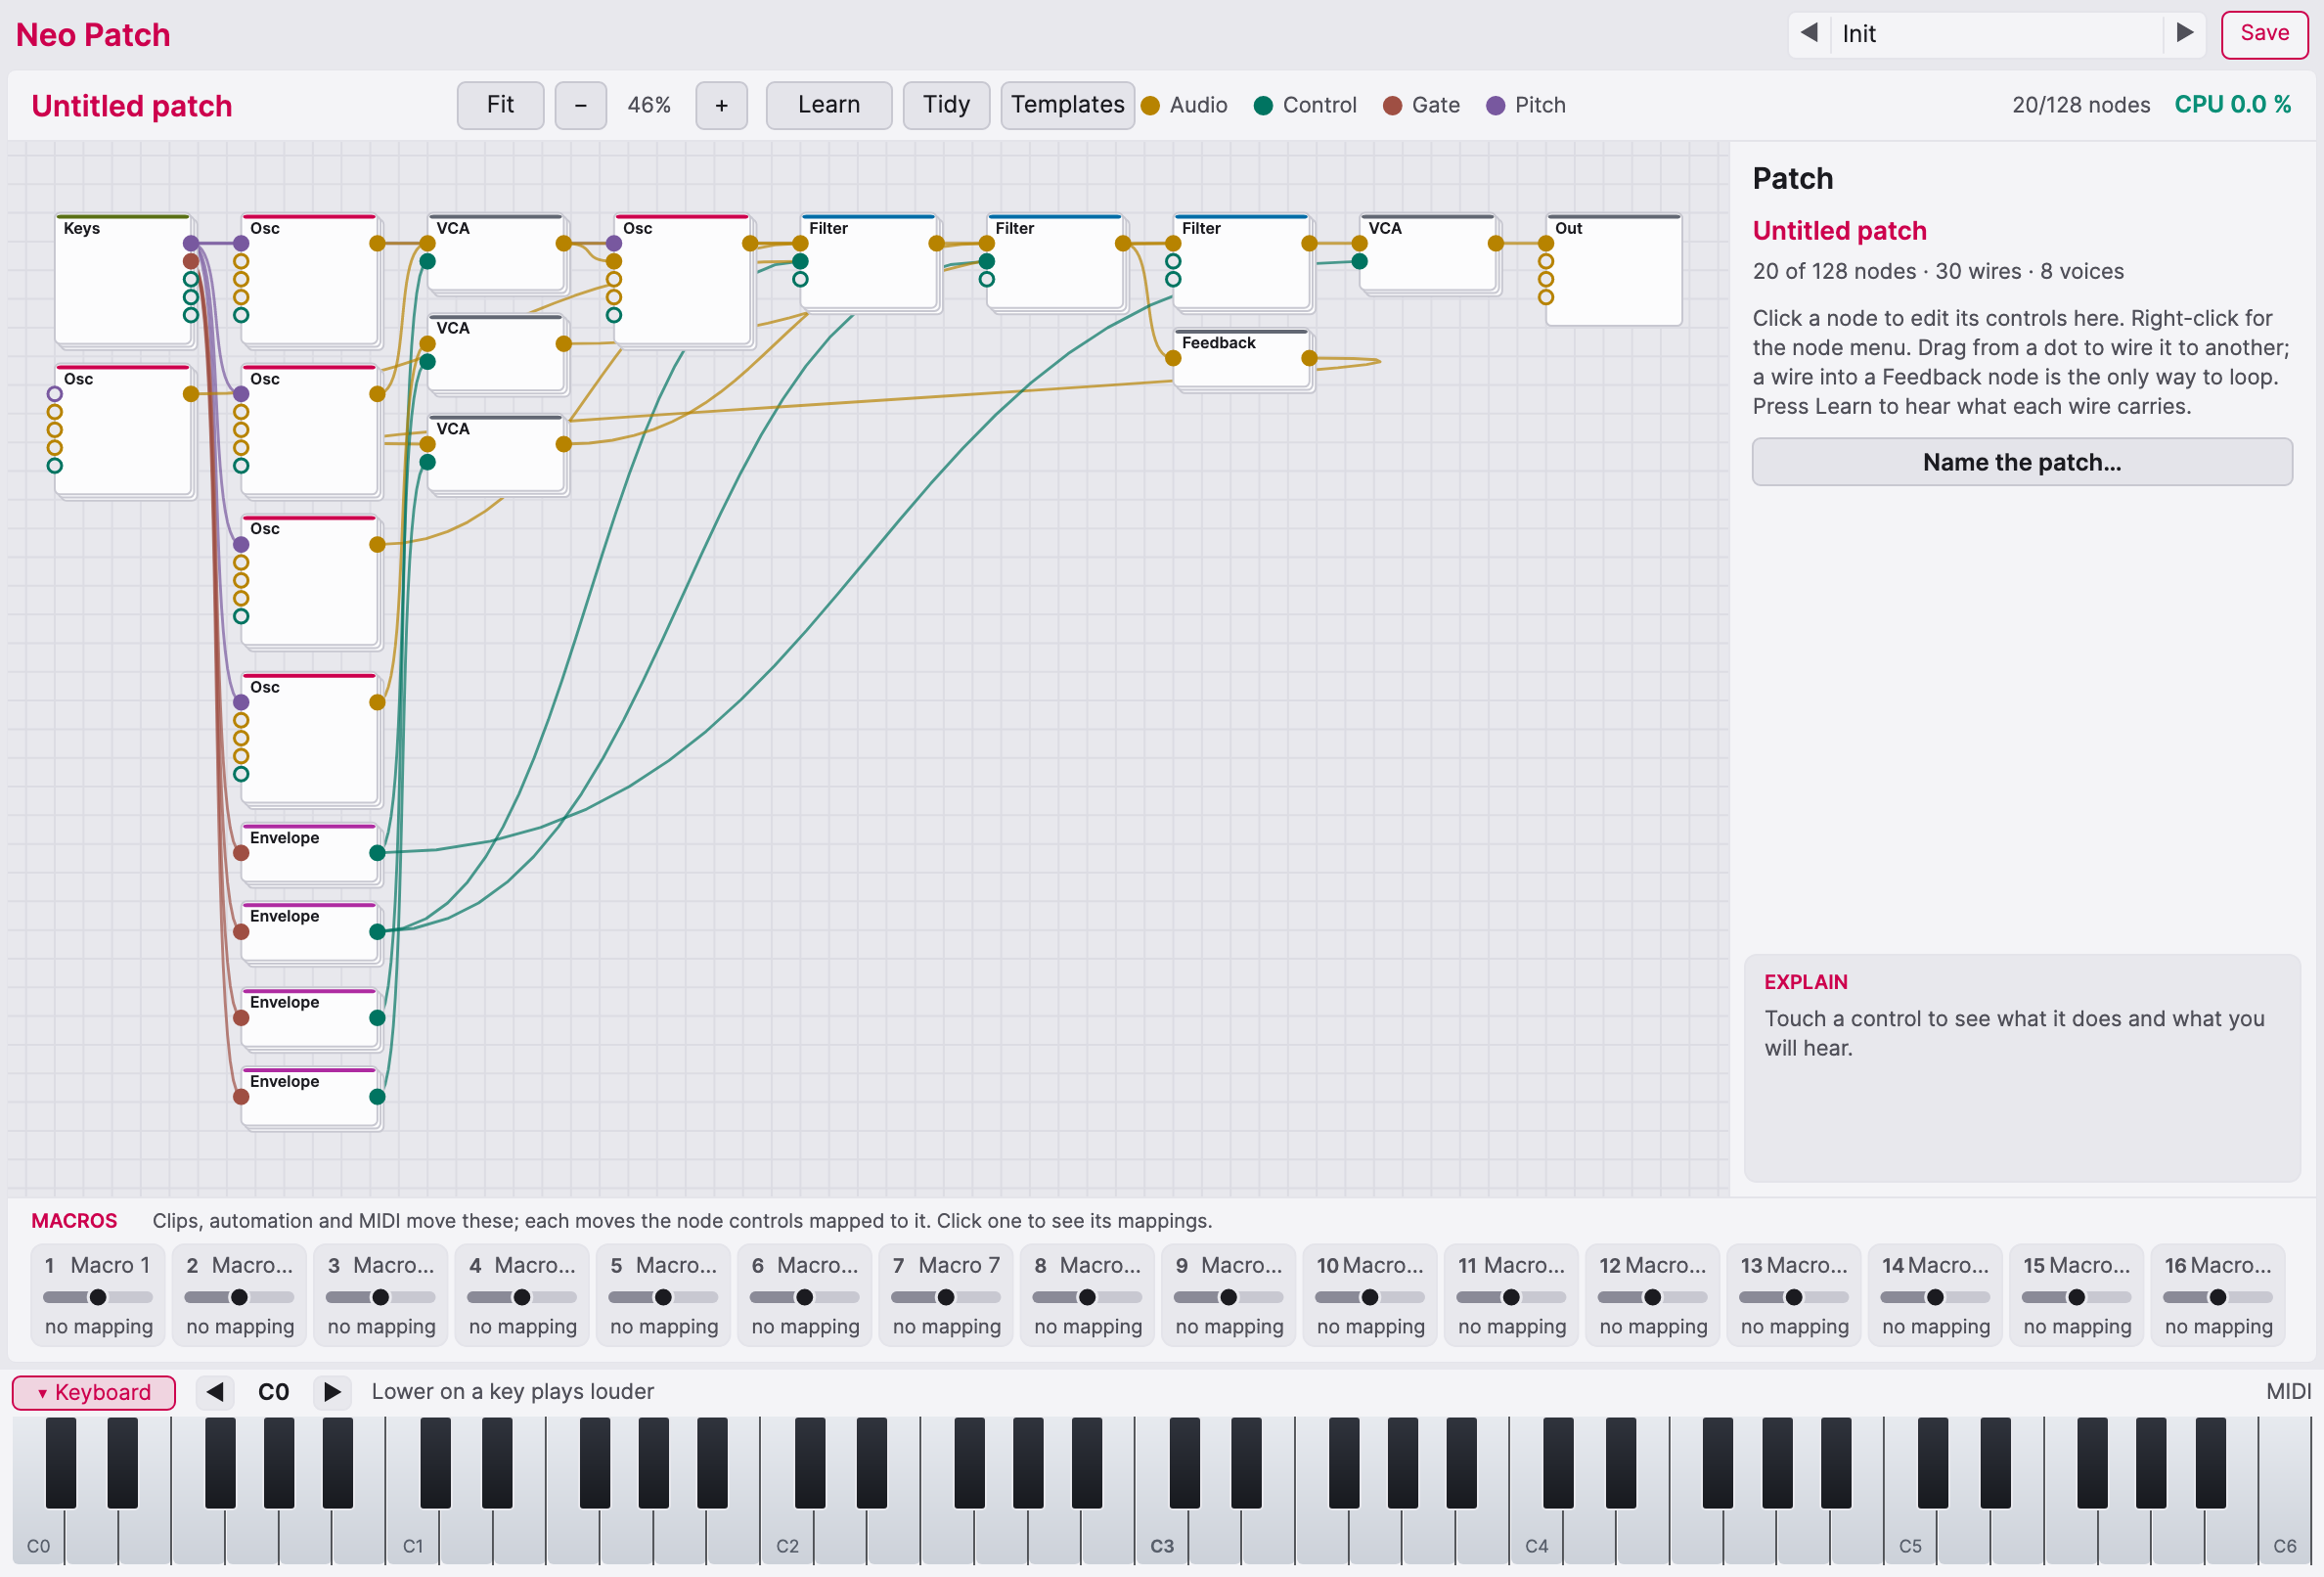 Neo Patch
◀ Init ▶ Save
Untitled patch
Fit − 46% + Learn Tidy Templates Audio Control Gate Pitch
20/128 nodes CPU 0.0 %
Keys Osc VCA Osc Filter Filter Filter VCA Out
VCA
Feedback
Osc Osc
VCA
Osc
Osc
Envelope
Envelope
Envelope
Envelope
Patch
Untitled patch
20 of 128 nodes · 30 wires · 8 voices
Click a node to edit its controls here. Right-click for
the node menu. Drag from a dot to wire it to another;
a wire into a Feedback node is the only way to loop.
Press Learn to hear what each wire carries.
Name the patch...
EXPLAIN
Touch a control to see what it does and what you
will hear.
MACROS Clips, automation and MIDI move these; each moves the node controls mapped to it. Click one to see its mappings.
1 Macro 1 2 Macro... 3 Macro... 4 Macro... 5 Macro... 6 Macro... 7 Macro 7 8 Macro... 9 Macro... 10 Macro... 11 Macro... 12 Macro... 13 Macro... 14 Macro... 15 Macro... 16 Macro...
no mapping no mapping no mapping no mapping no mapping no mapping no mapping no mapping no mapping no mapping no mapping no mapping no mapping no mapping no mapping no mapping
▾ Keyboard ◀ C0 ▶ Lower on a key plays louder MIDI
C0 C1 C2 C3 C4 C5 C6